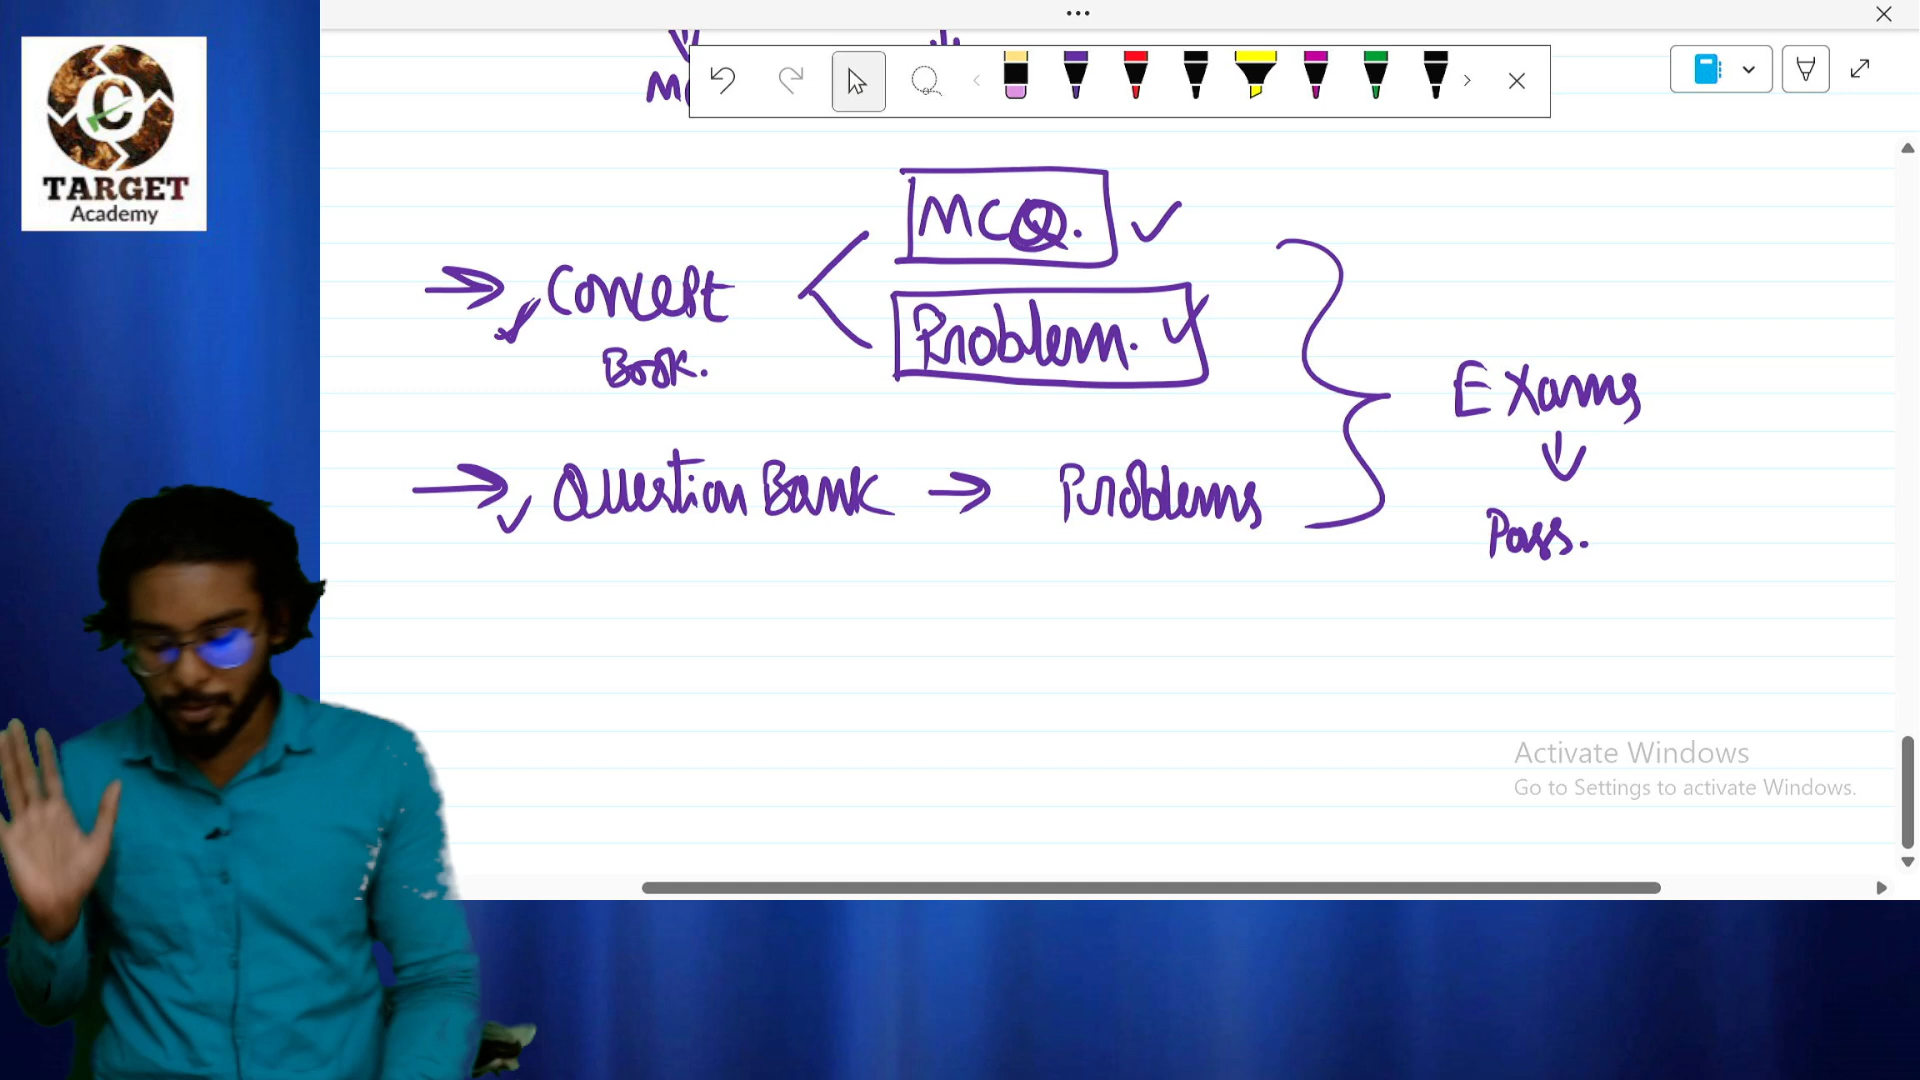 C
TARGET
Academy
MCQ.
Concept
Book.
Problem.
Exams
Question Bank → Problems
Pass.
Activate Windows
Go to Settings to activate Windows.